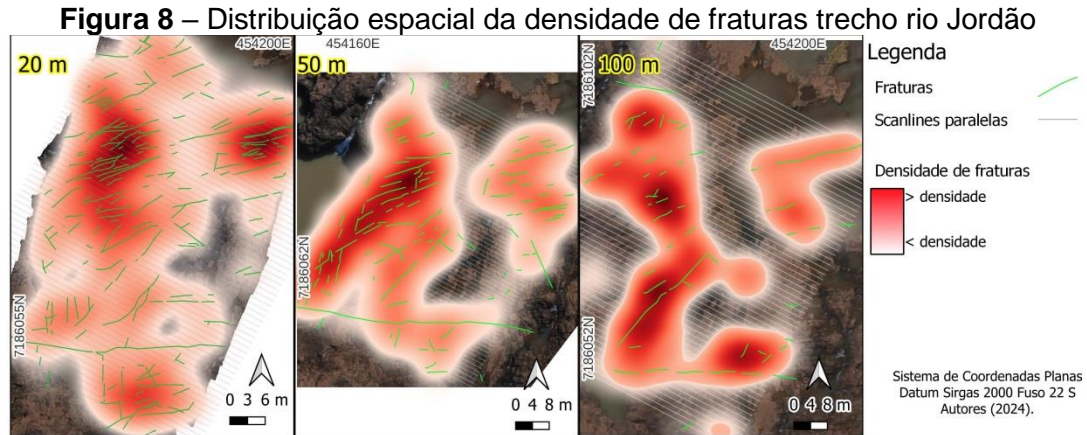 Figura 8 – Distribuição espacial da densidade de fraturas trecho rio Jordão
20 m
454200E
7186055N
0 3 6 m
50 m
454160E
7186062N
0 4 8 m
100 m
454200E
7186102N
7186052N
0 4 8 m
Legenda
Fraturas
Scanlines paralelas
Densidade de fraturas
> densidade
< densidade
Sistema de Coordenadas Planas
Datum Sirgas 2000 Fuso 22 S
Autores (2024).